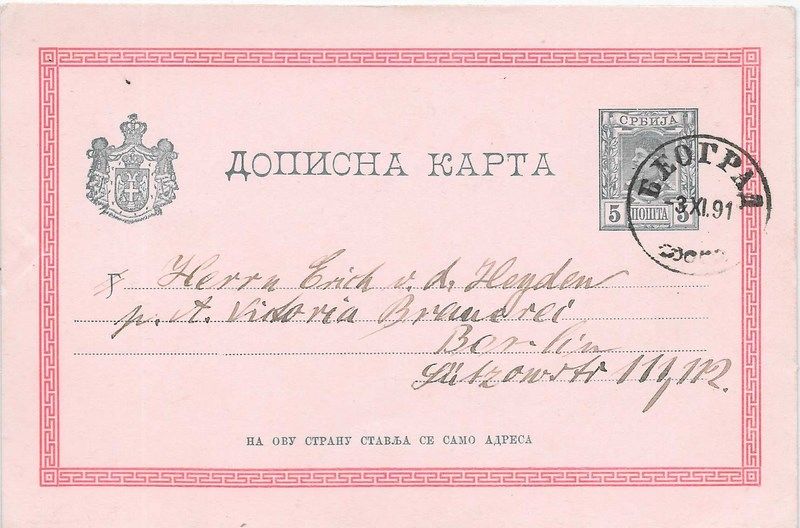 ДОПИСНА КАРТА
СРБИЈА
5 ПОШТА
БЕОГРАД
-3 XI. 91
Г Herrn Erich v. d. Heyden
p. A. Viktoria Brauerei
Berlin
Lützowstr 111/112.
НА ОВУ СТРАНУ СТАВЉА СЕ САМО АДРЕСА